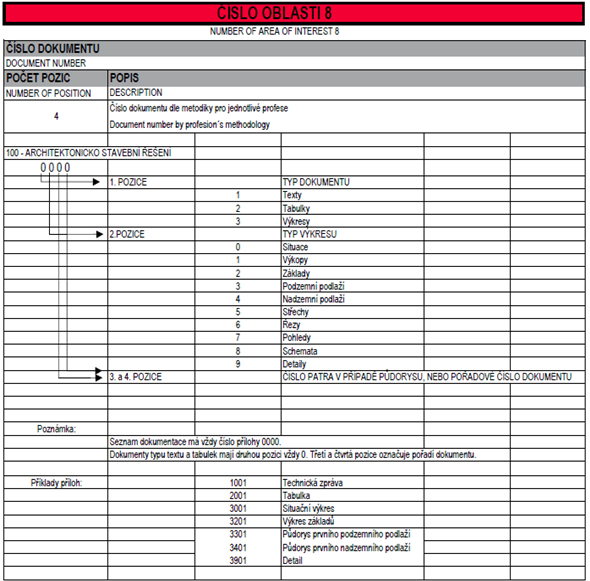 ČÍSLO OBLASTI 8
NUMBER OF AREA OF INTEREST 8
ČÍSLO DOKUMENTU
DOCUMENT NUMBER
POČET POZIC POPIS
NUMBER OF POSITION DESCRIPTION
4 Číslo dokumentu dle metodiky pro jednotlivé profese
Document number by profesion´s methodology
100 - ARCHITEKTONICKO STAVEBNÍ ŘEŠENÍ
0 0 0 0
1. POZICE TYP DOKUMENTU
1 Texty
2 Tabulky
3 Výkresy
2.POZICE TYP VÝKRESU
0 Situace
1 Výkopy
2 Základy
3 Podzemní podlaží
4 Nadzemní podlaží
5 Střechy
6 Řezy
7 Pohledy
8 Schemata
9 Detaily
3. a 4. POZICE ČÍSLO PATRA V PŘÍPADĚ PŮDORYSU, NEBO POŘADOVÉ ČÍSLO DOKUMENTU
Poznámka:
Seznam dokumentace má vždy číslo přílohy 0000.
Dokumenty typu textu a tabulek mají druhou pozici vždy 0. Třetí a čtvrtá pozice označuje pořadí dokumentu.
Příklady příloh: 1001 Technická zpráva
2001 Tabulka
3001 Situační výkres
3201 Výkres základů
3301 Půdorys prvního podzemního podlaží
3401 Půdorys prvního nadzemního podlaží
3901 Detail